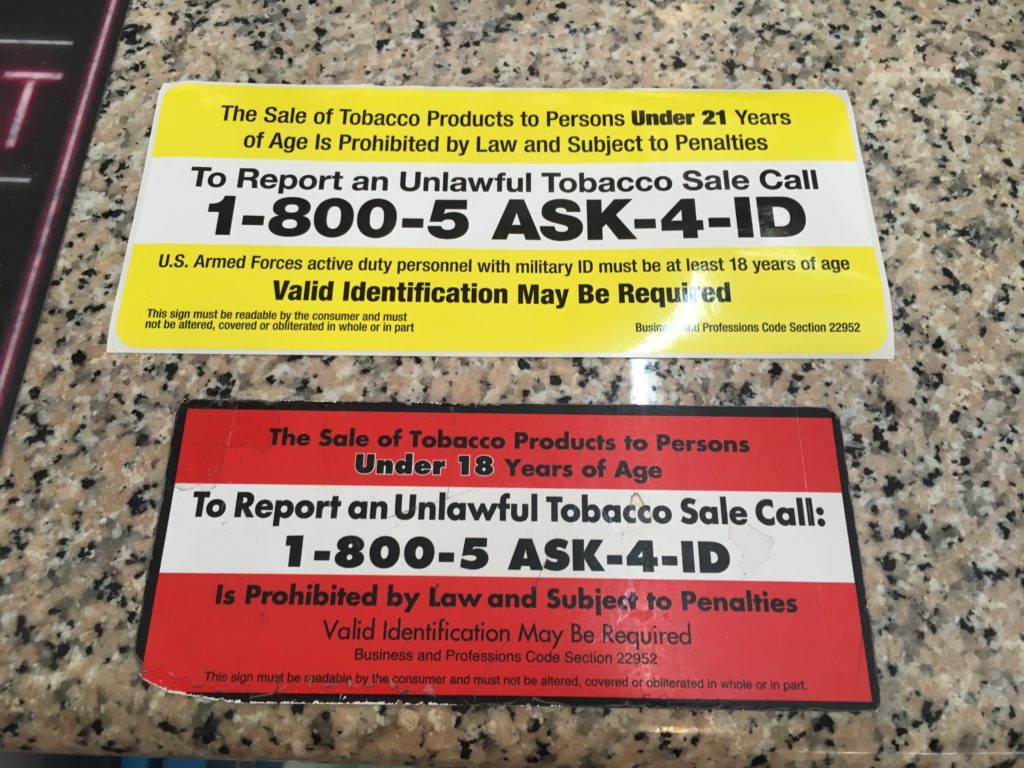 T
The Sale of Tobacco Products to Persons Under 21 Years
of Age Is Prohibited by Law and Subject to Penalties
To Report an Unlawful Tobacco Sale Call
1-800-5 ASK-4-ID
U.S. Armed Forces active duty personnel with military ID must be at least 18 years of age
Valid Identification May Be Required
This sign must be readable by the consumer and must
not be altered, covered or obliterated in whole or in part
Business and Professions Code Section 22952
The Sale of Tobacco Products to Persons
Under 18 Years of Age
To Report an Unlawful Tobacco Sale Call:
1-800-5 ASK-4-ID
Is Prohibited by Law and Subject to Penalties
Valid Identification May Be Required
Business and Professions Code Section 22952
This sign must be readable by the consumer and must not be altered, covered or obliterated in whole or in part.